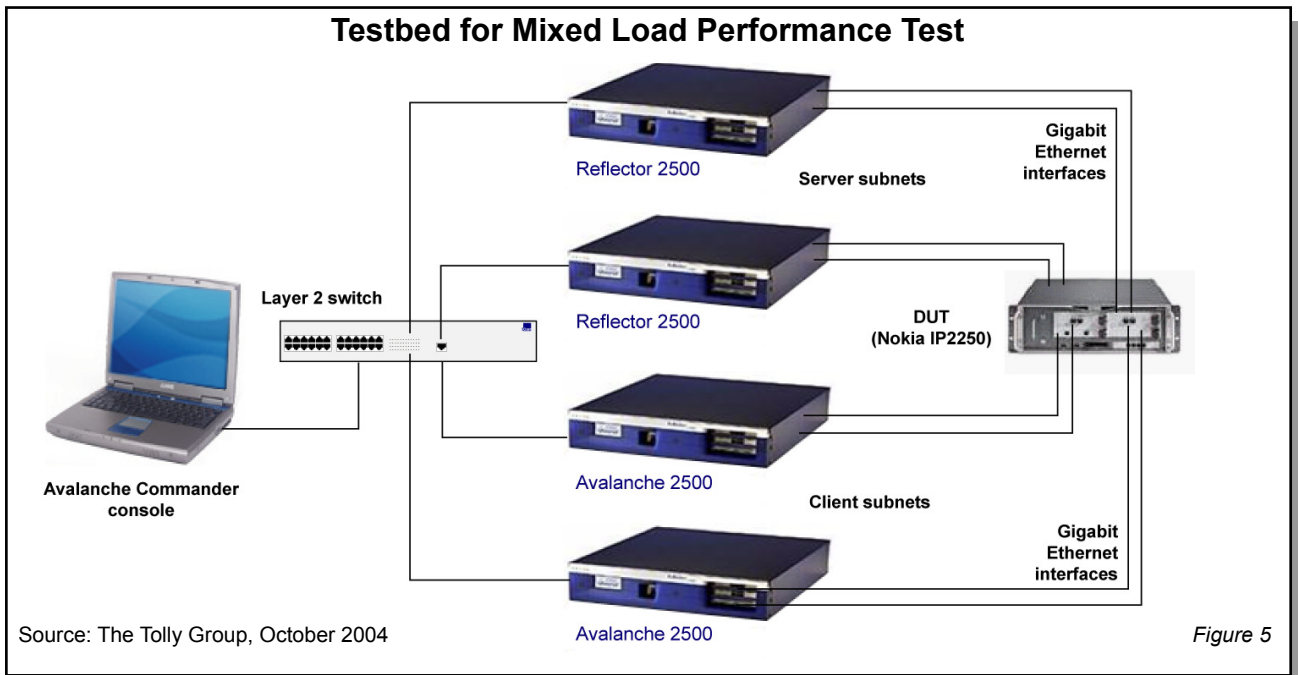 Testbed for Mixed Load Performance Test
Reflector 2500
Server subnets
Gigabit
Ethernet
interfaces
Layer 2 switch
Reflector 2500
DUT
(Nokia IP2250)
Avalanche Commander
console
Avalanche 2500
Client subnets
Gigabit
Ethernet
interfaces
Avalanche 2500
Source: The Tolly Group, October 2004
Figure 5